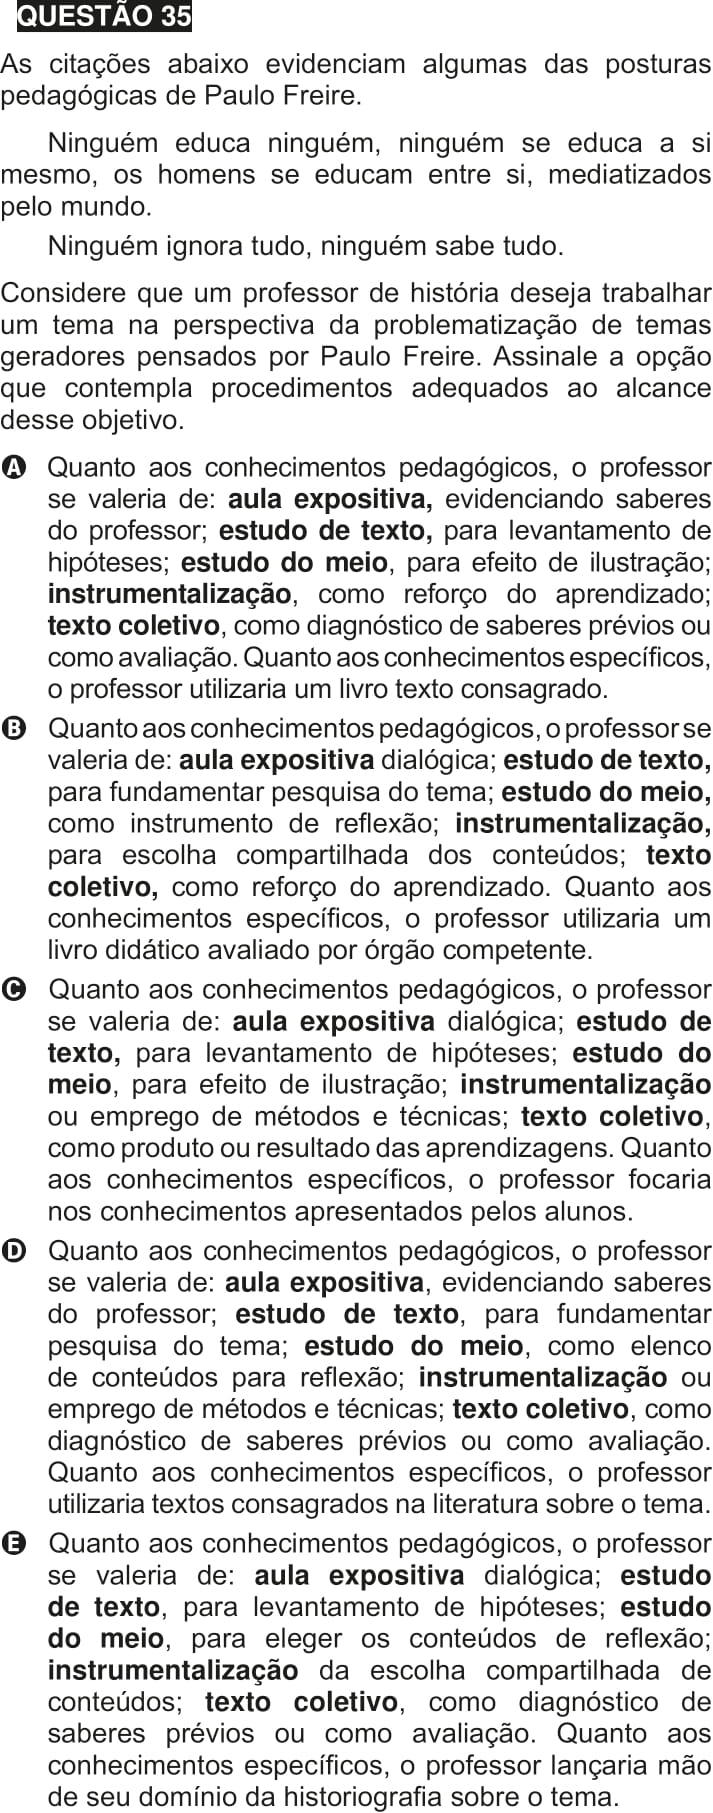 QUESTÃO 35
As citações abaixo evidenciam algumas das posturas
pedagógicas de Paulo Freire.
Ninguém educa ninguém, ninguém se educa a si
mesmo, os homens se educam entre si, mediatizados
pelo mundo.
Ninguém ignora tudo, ninguém sabe tudo.
Considere que um professor de história deseja trabalhar
um tema na perspectiva da problematização de temas
geradores pensados por Paulo Freire. Assinale a opção
que contempla procedimentos adequados ao alcance
desse objetivo.
A Quanto aos conhecimentos pedagógicos, o professor
se valeria de: aula expositiva, evidenciando saberes
do professor; estudo de texto, para levantamento de
hipóteses; estudo do meio, para efeito de ilustração;
instrumentalização, como reforço do aprendizado;
texto coletivo, como diagnóstico de saberes prévios ou
como avaliação. Quanto aos conhecimentos específicos,
o professor utilizaria um livro texto consagrado.
B Quanto aos conhecimentos pedagógicos, o professor se
valeria de: aula expositiva dialógica; estudo de texto,
para fundamentar pesquisa do tema; estudo do meio,
como instrumento de reflexão; instrumentalização,
para escolha compartilhada dos conteúdos; texto
coletivo, como reforço do aprendizado. Quanto aos
conhecimentos específicos, o professor utilizaria um
livro didático avaliado por órgão competente.
C Quanto aos conhecimentos pedagógicos, o professor
se valeria de: aula expositiva dialógica; estudo de
texto, para levantamento de hipóteses; estudo do
meio, para efeito de ilustração; instrumentalização
ou emprego de métodos e técnicas; texto coletivo,
como produto ou resultado das aprendizagens. Quanto
aos conhecimentos específicos, o professor focaria
nos conhecimentos apresentados pelos alunos.
D Quanto aos conhecimentos pedagógicos, o professor
se valeria de: aula expositiva, evidenciando saberes
do professor; estudo de texto, para fundamentar
pesquisa do tema; estudo do meio, como elenco
de conteúdos para reflexão; instrumentalização ou
emprego de métodos e técnicas; texto coletivo, como
diagnóstico de saberes prévios ou como avaliação.
Quanto aos conhecimentos específicos, o professor
utilizaria textos consagrados na literatura sobre o tema.
E Quanto aos conhecimentos pedagógicos, o professor
se valeria de: aula expositiva dialógica; estudo
de texto, para levantamento de hipóteses; estudo
do meio, para eleger os conteúdos de reflexão;
instrumentalização da escolha compartilhada de
conteúdos; texto coletivo, como diagnóstico de
saberes prévios ou como avaliação. Quanto aos
conhecimentos específicos, o professor lançaria mão
de seu domínio da historiografia sobre o tema.